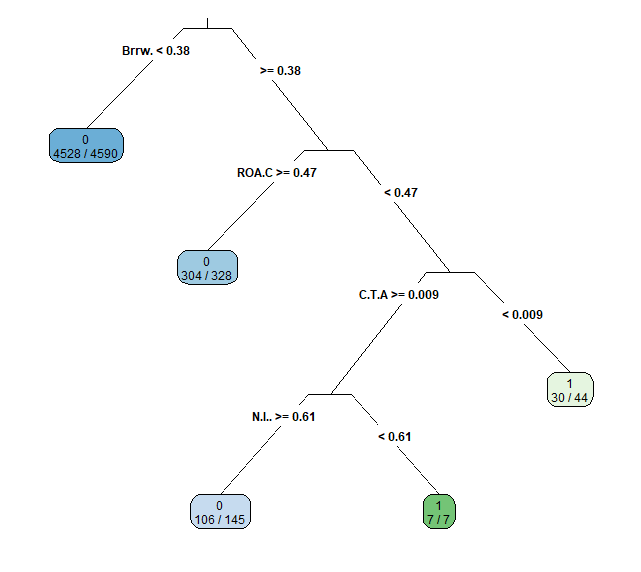 Brrw. < 0.38
>= 0.38
0
4528 / 4590
ROA.C >= 0.47
< 0.47
0
304 / 328
C.T.A >= 0.009
< 0.009
1
30 / 44
N.I.. >= 0.61
< 0.61
0
106 / 145
1
7 / 7